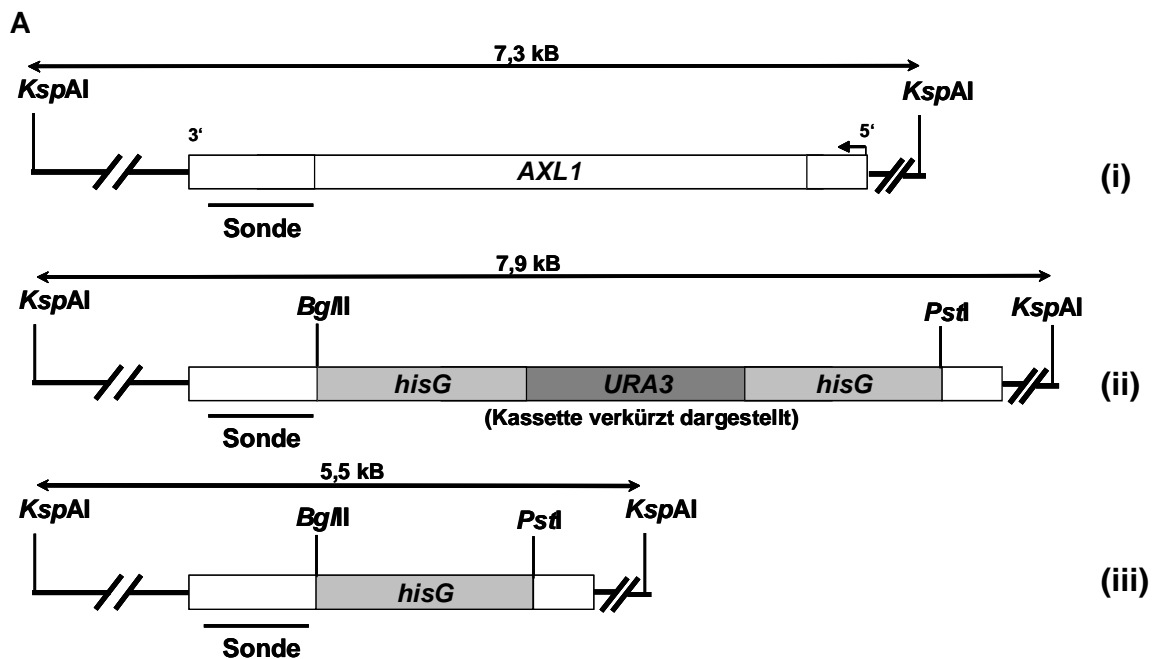 A
7,3 kB
KspAI KspAI
3‘ 5‘
AXL1
(i)
Sonde
7,9 kB
KspAI BglII PstI KspAI
hisG URA3 hisG
(ii)
(Kassette verkürzt dargestellt)
Sonde
5,5 kB
KspAI BglII PstI KspAI
hisG
(iii)
Sonde